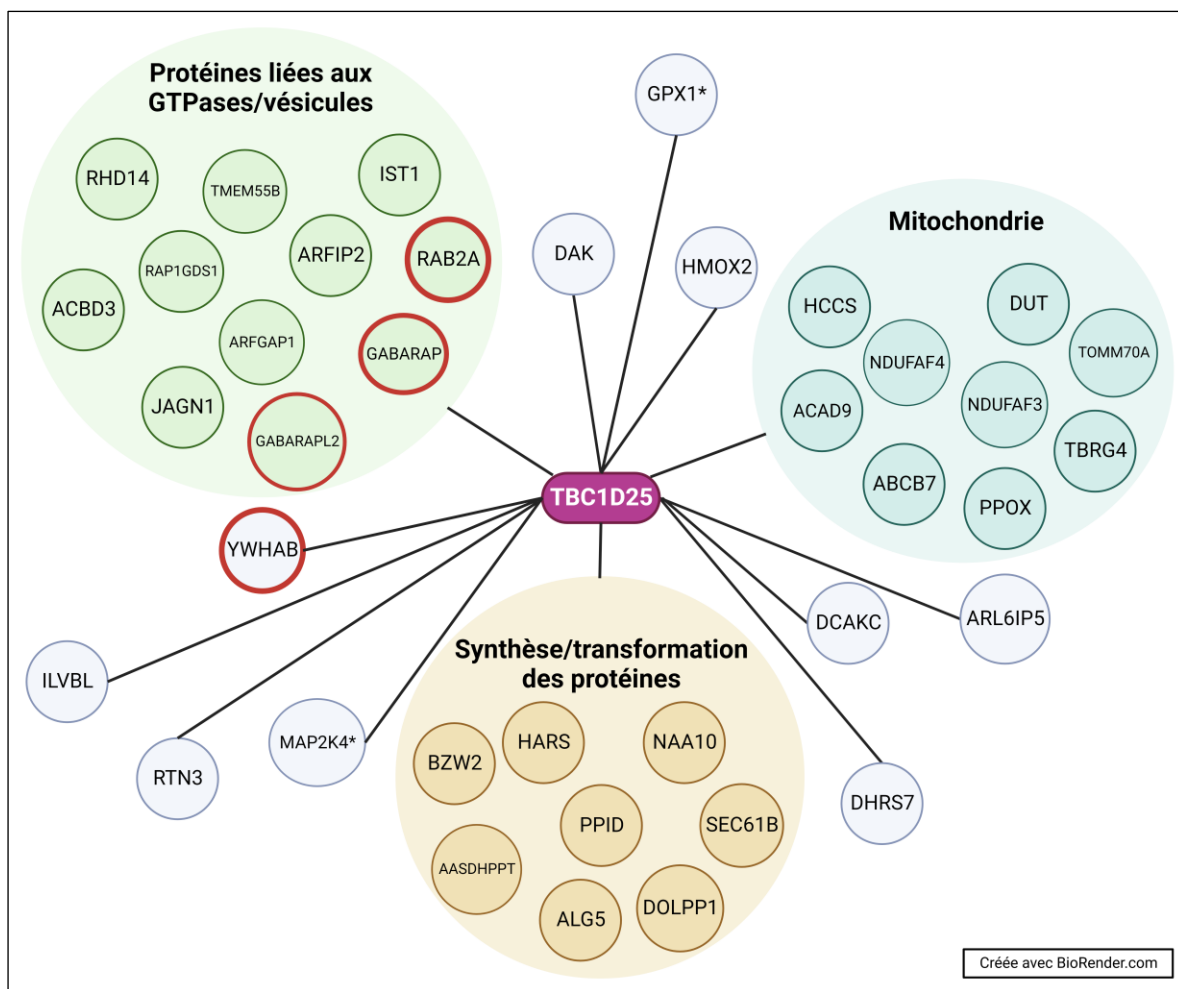 Protéines liées aux
GTPases/vésicules
RHD14
TMEM55B
IST1
RAP1GDS1
ARFIP2
RAB2A
ACBD3
ARFGAP1
GABARAP
JAGN1
GABARAPL2
GPX1*
DAK
HMOX2
Mitochondrie
HCCS
DUT
NDUFAF4
TOMM70A
ACAD9
NDUFAF3
TBRG4
ABCB7
PPOX
TBC1D25
YWHAB
ILVBL
RTN3
MAP2K4*
Synthèse/transformation
des protéines
BZW2
HARS
NAA10
PPID
SEC61B
AASDHPPT
ALG5
DOLPP1
DCAKC
ARL6IP5
DHRS7
Créée avec BioRender.com